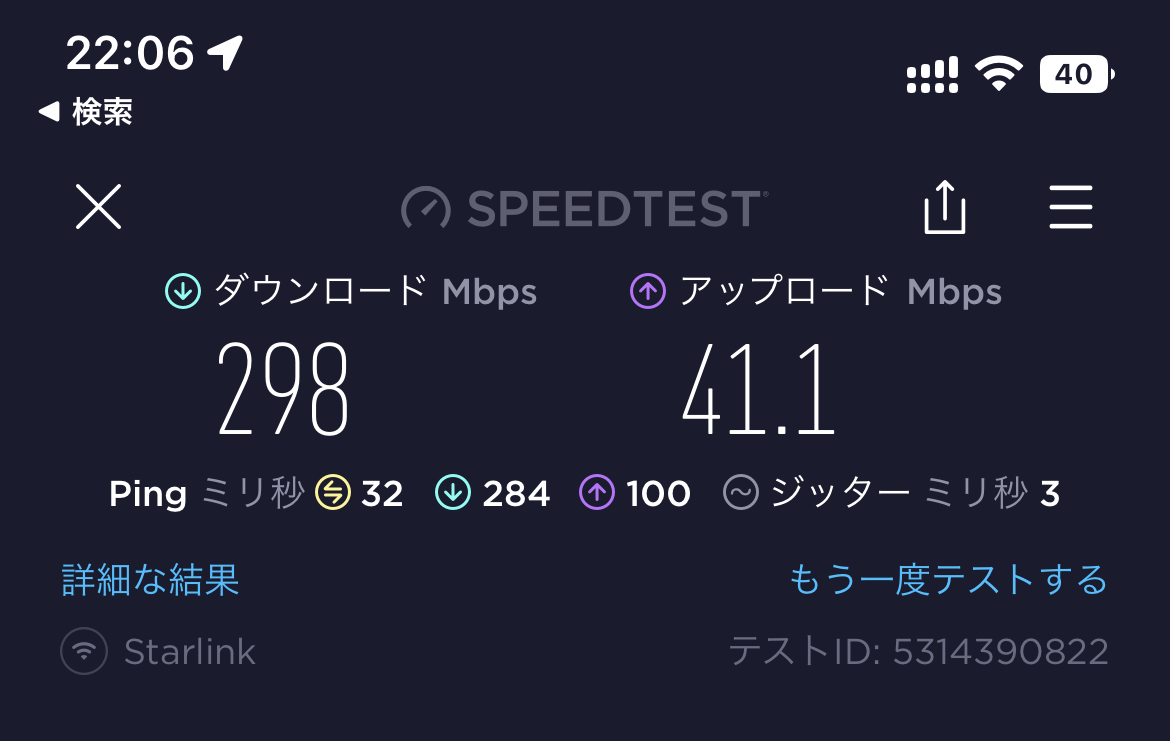 22:06
40
検索
SPEEDTEST®
ダウンロード Mbps
アップロード Mbps
298
41.1
Ping ミリ秒 32 284 100 ジッター ミリ秒 3
詳細な結果
もう一度テストする
Starlink
テストID: 5314390822